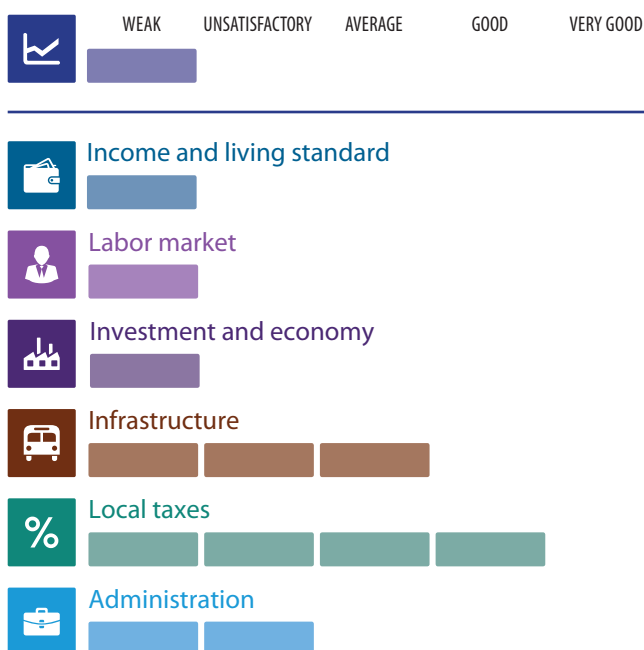 WEAK UNSATISFACTORY AVERAGE GOOD VERY GOOD
Income and living standard
Labor market
Investment and economy
Infrastructure
%
Local taxes
Administration